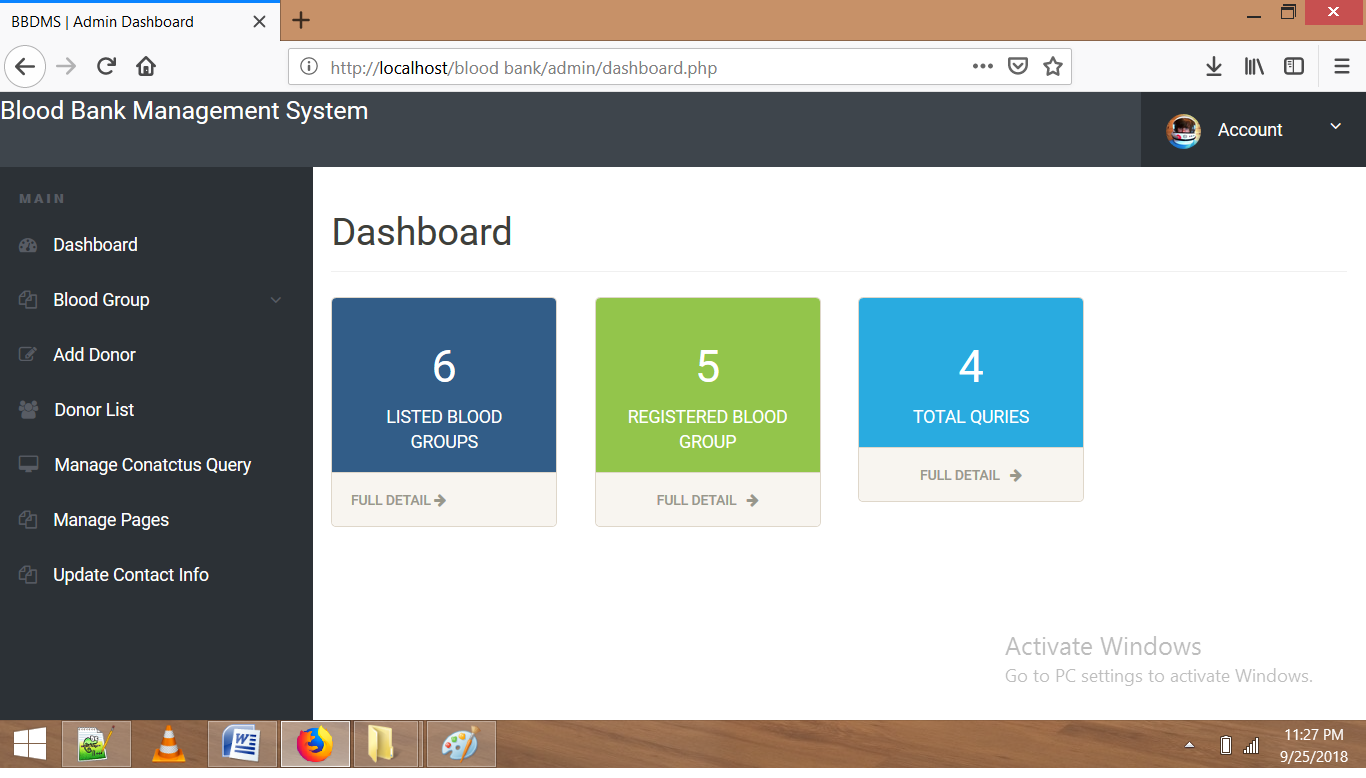 BBDMS | Admin Dashboard
http://localhost/blood bank/admin/dashboard.php
Blood Bank Management System
Account
MAIN
Dashboard
Blood Group
Add Donor
Donor List
Manage Conatctus Query
Manage Pages
Update Contact Info
Dashboard
6
LISTED BLOOD
GROUPS
FULL DETAIL
5
REGISTERED BLOOD
GROUP
FULL DETAIL
4
TOTAL QURIES
FULL DETAIL
Activate Windows
Go to PC settings to activate Windows.
11:27 PM
9/25/2018